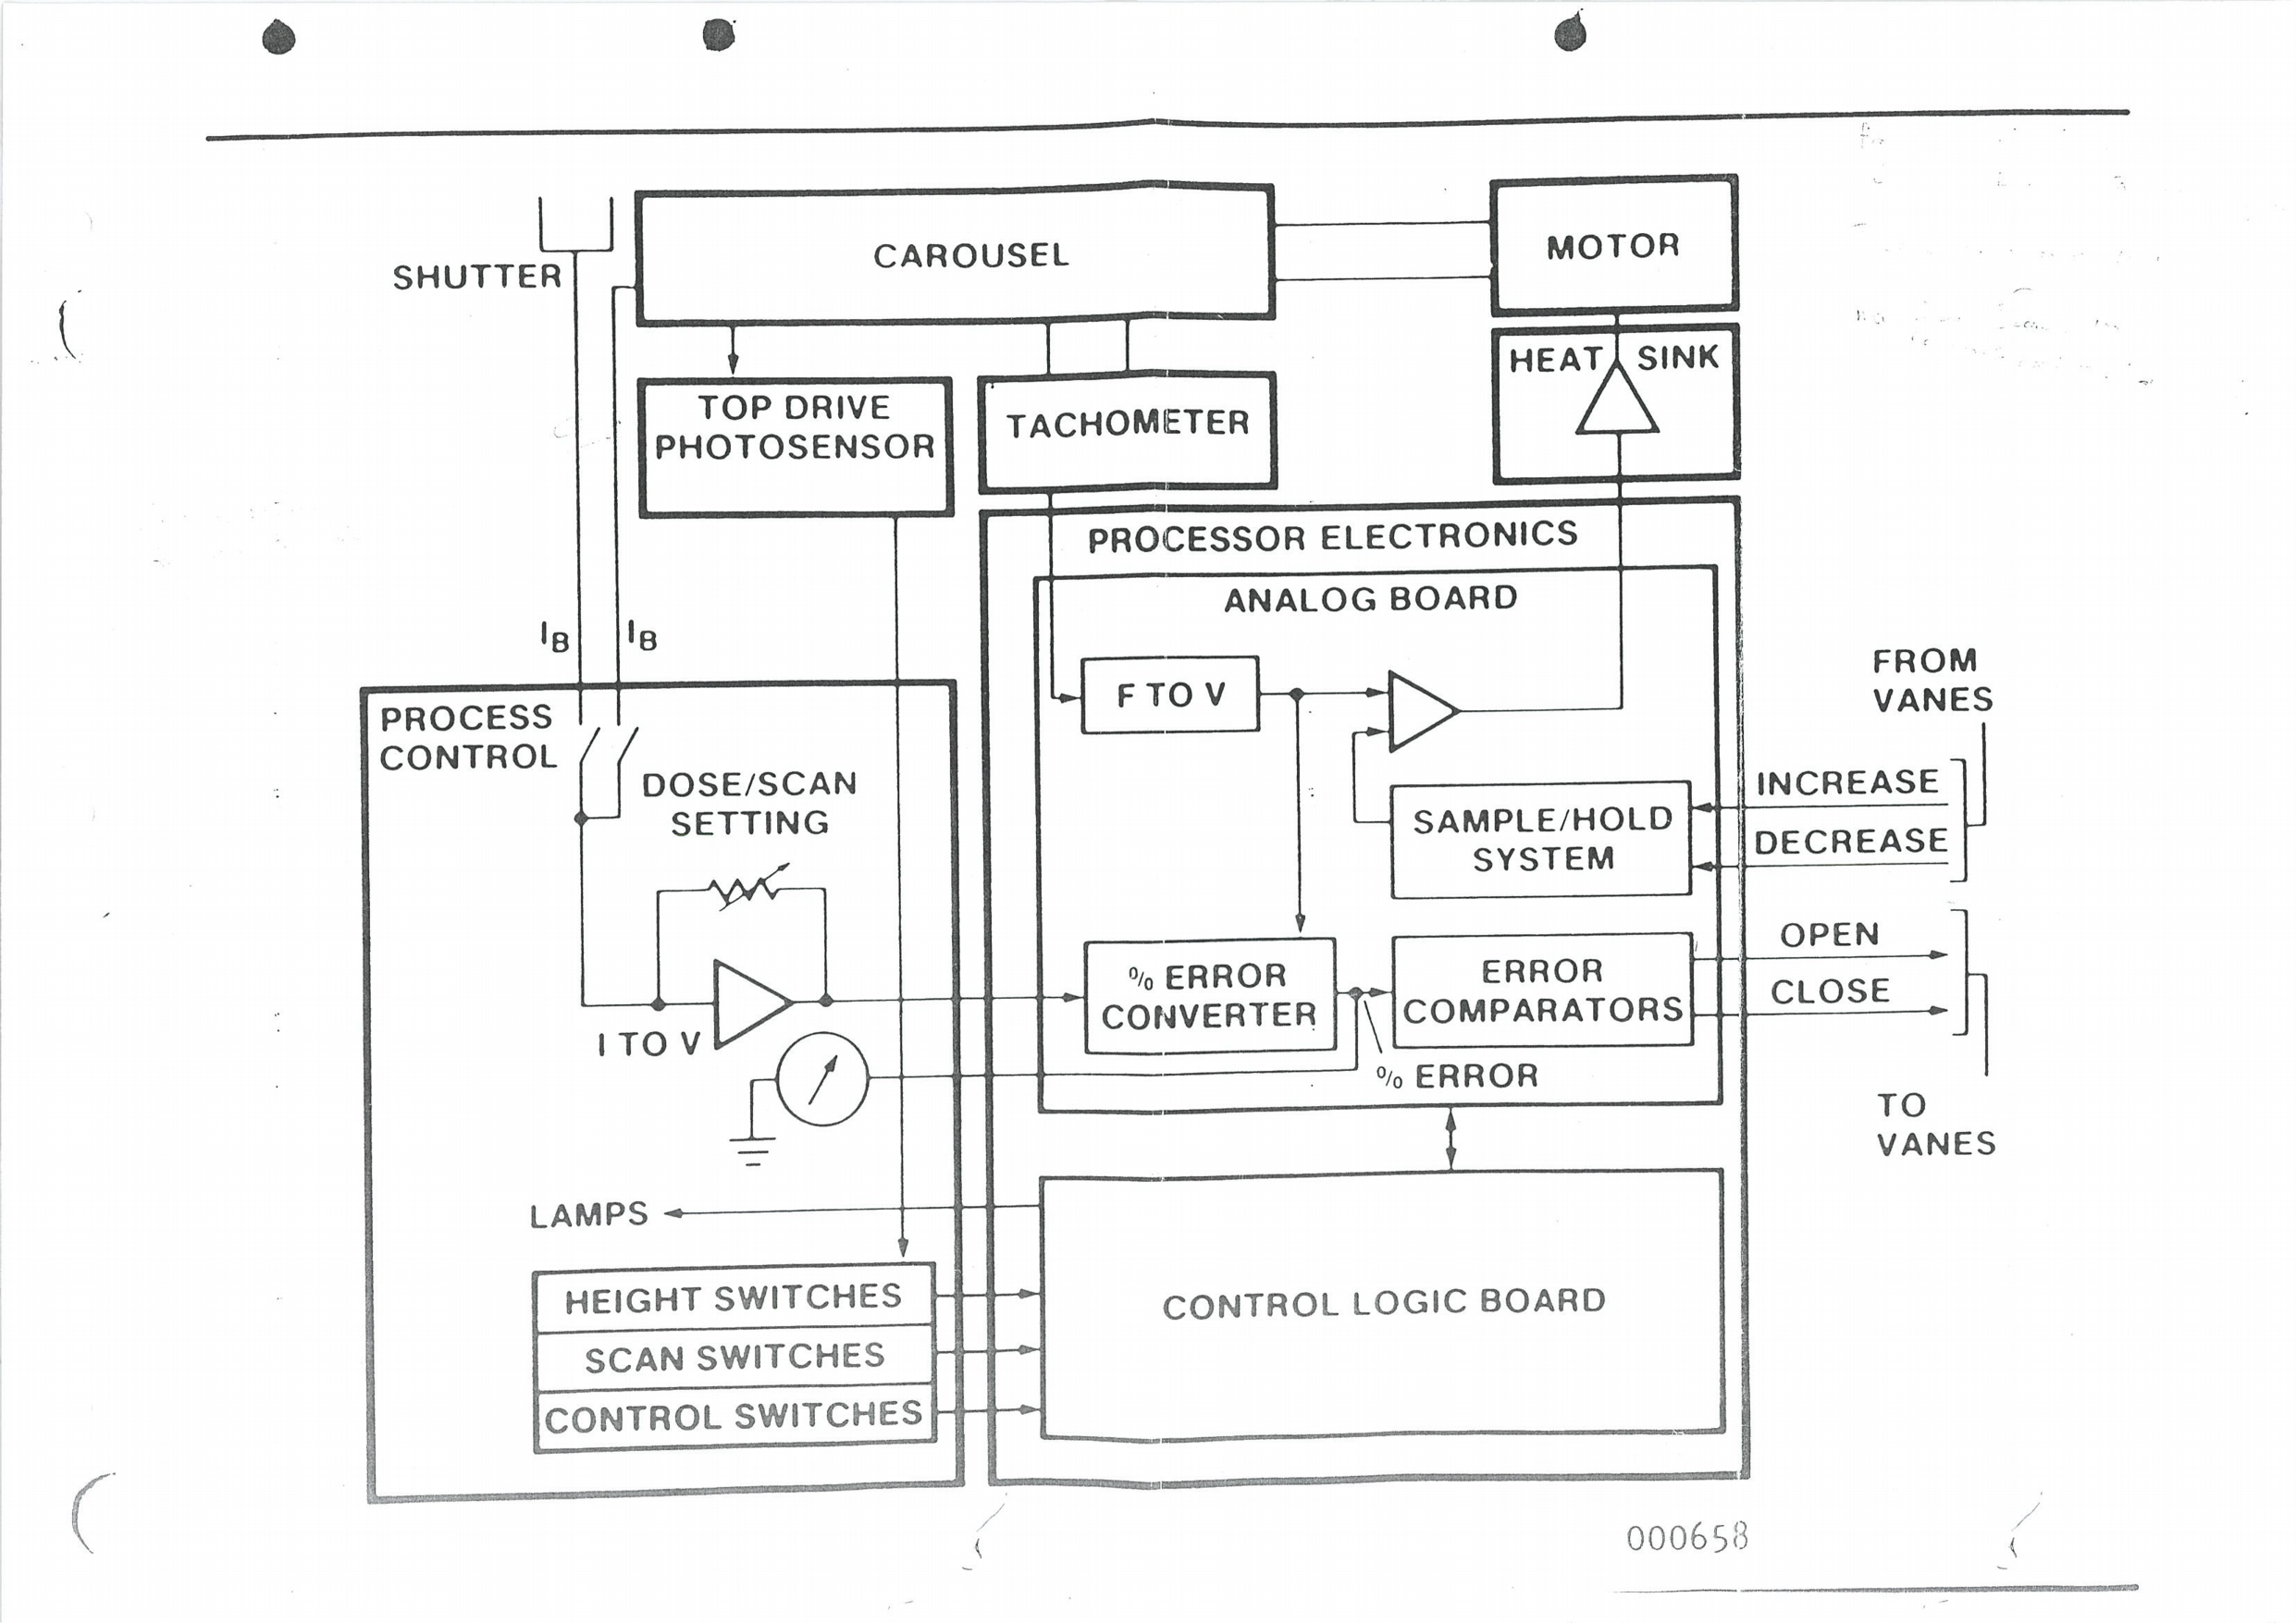 CAROUSEL
MOTOR
SHUTTER
HEAT SINK
TOP DRIVE
PHOTOSENSOR
TACHOMETER
PROCESSOR ELECTRONICS
ANALOG BOARD
IB
IB
F TO V
FROM
VANES
PROCESS
CONTROL
DOSE/SCAN
SETTING
INCREASE
DECREASE
SAMPLE/HOLD
SYSTEM
OPEN
CLOSE
% ERROR
CONVERTER
ERROR
COMPARATORS
I TO V
% ERROR
TO
VANES
LAMPS
HEIGHT SWITCHES
SCAN SWITCHES
CONTROL SWITCHES
CONTROL LOGIC BOARD
000658